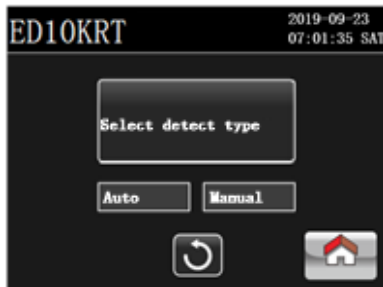 ED10KRT
2019-09-23
07:01:35 SAT
Select detect type
Auto
Manual